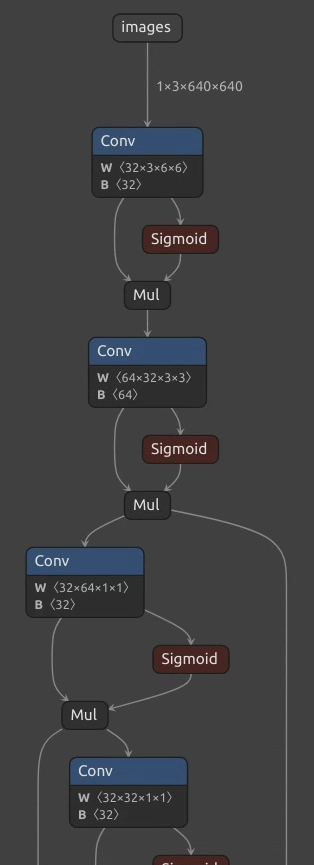 images
1×3×640×640
Conv
W 〈32×3×6×6〉
B 〈32〉
Sigmoid
Mul
Conv
W 〈64×32×3×3〉
B 〈64〉
Sigmoid
Mul
Conv
W 〈32×64×1×1〉
B 〈32〉
Sigmoid
Mul
Conv
W 〈32×32×1×1〉
B 〈32〉